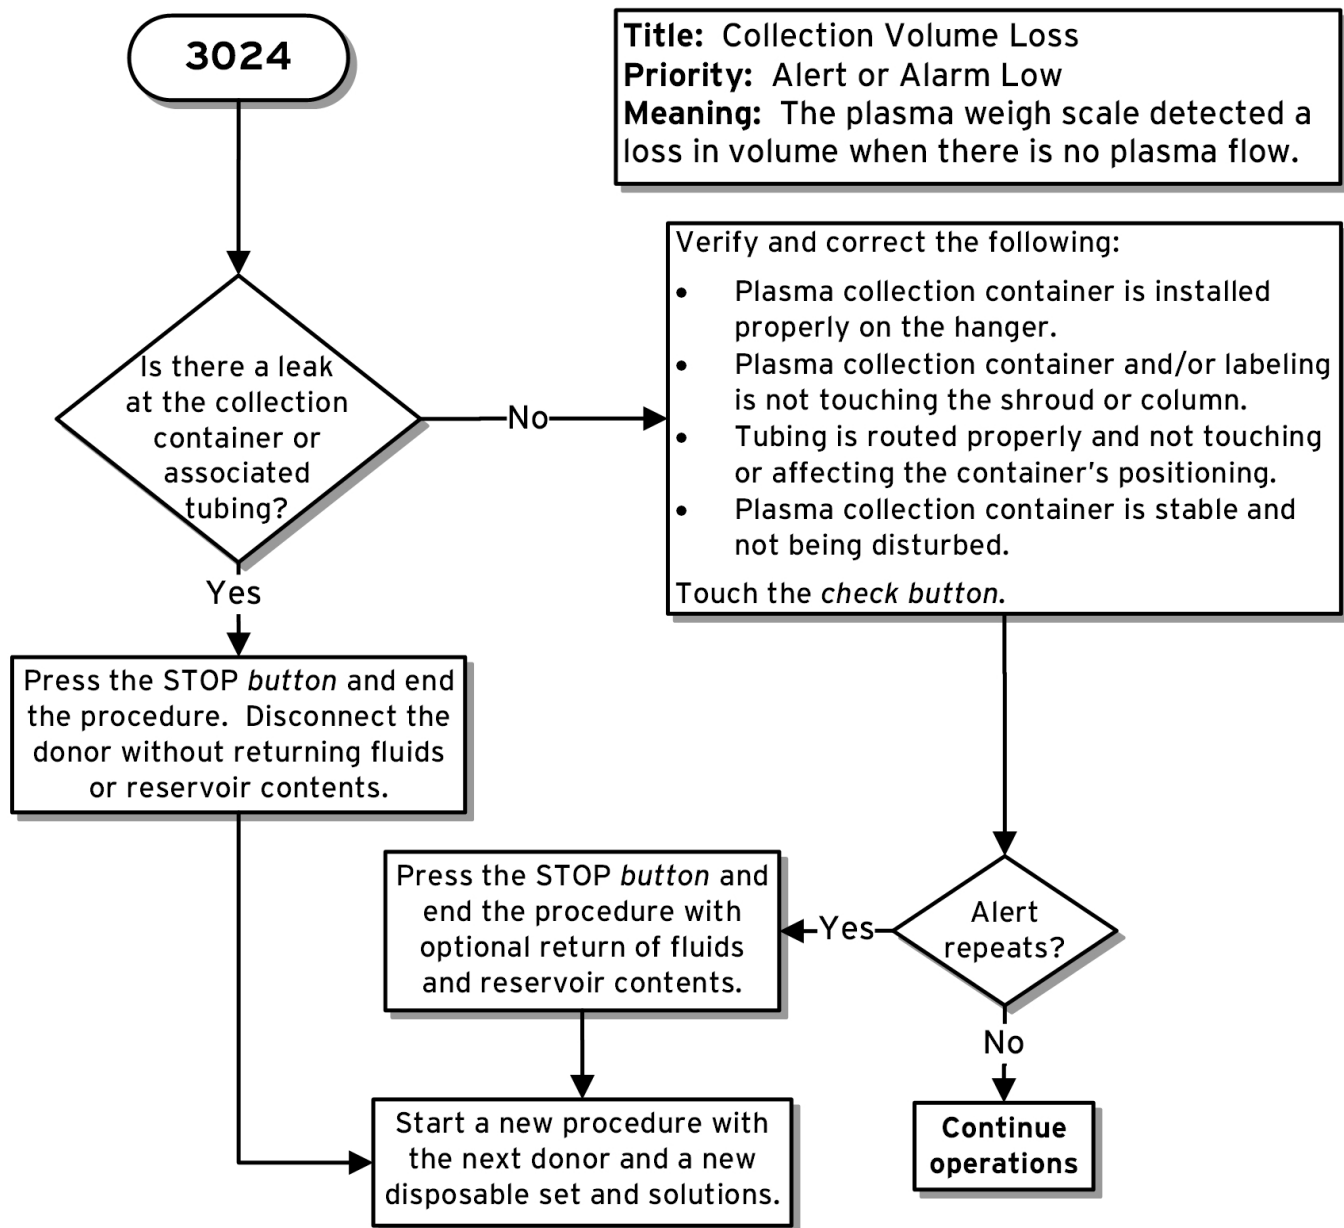 3024
Title: Collection Volume Loss
Priority: Alert or Alarm Low
Meaning: The plasma weigh scale detected a
loss in volume when there is no plasma flow.
Is there a leak
at the collection
container or
associated
tubing?
No
Verify and correct the following:
• Plasma collection container is installed
properly on the hanger.
• Plasma collection container and/or labeling
is not touching the shroud or column.
• Tubing is routed properly and not touching
or affecting the container's positioning.
• Plasma collection container is stable and
not being disturbed.
Touch the check button.
Yes
Press the STOP button and end
the procedure. Disconnect the
donor without returning fluids
or reservoir contents.
Alert
repeats?
Yes
Press the STOP button and
end the procedure with
optional return of fluids
and reservoir contents.
No
Start a new procedure with
the next donor and a new
disposable set and solutions.
Continue
operations